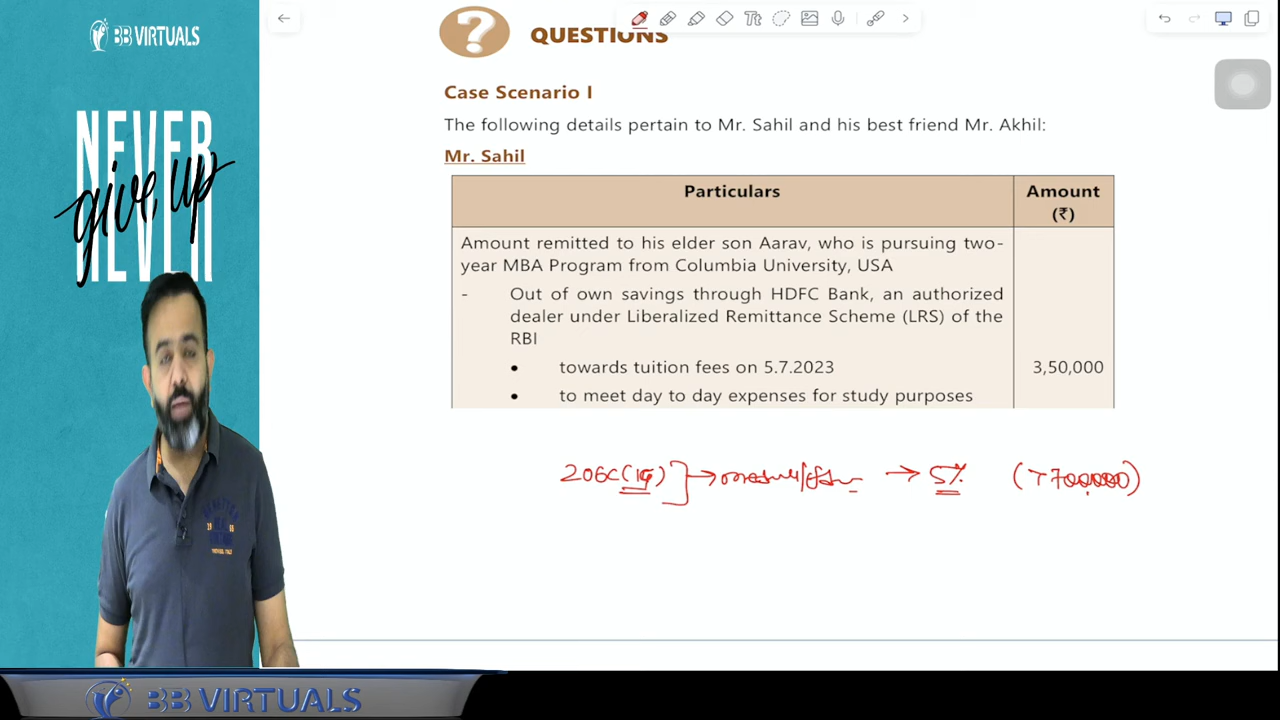 BB VIRTUALS
NEVER
give up
NEVER
QUESTIONS
Case Scenario I
The following details pertain to Mr. Sahil and his best friend Mr. Akhil:
Mr. Sahil
Particulars
Amount (₹)
Amount remitted to his elder son Aarav, who is pursuing two-
year MBA Program from Columbia University, USA
- Out of own savings through HDFC Bank, an authorized
dealer under Liberalized Remittance Scheme (LRS) of the
RBI
• towards tuition fees on 5.7.2023 3,50,000
• to meet day to day expenses for study purposes
206C(1G) → → 5% (>700,000)
BB VIRTUALS